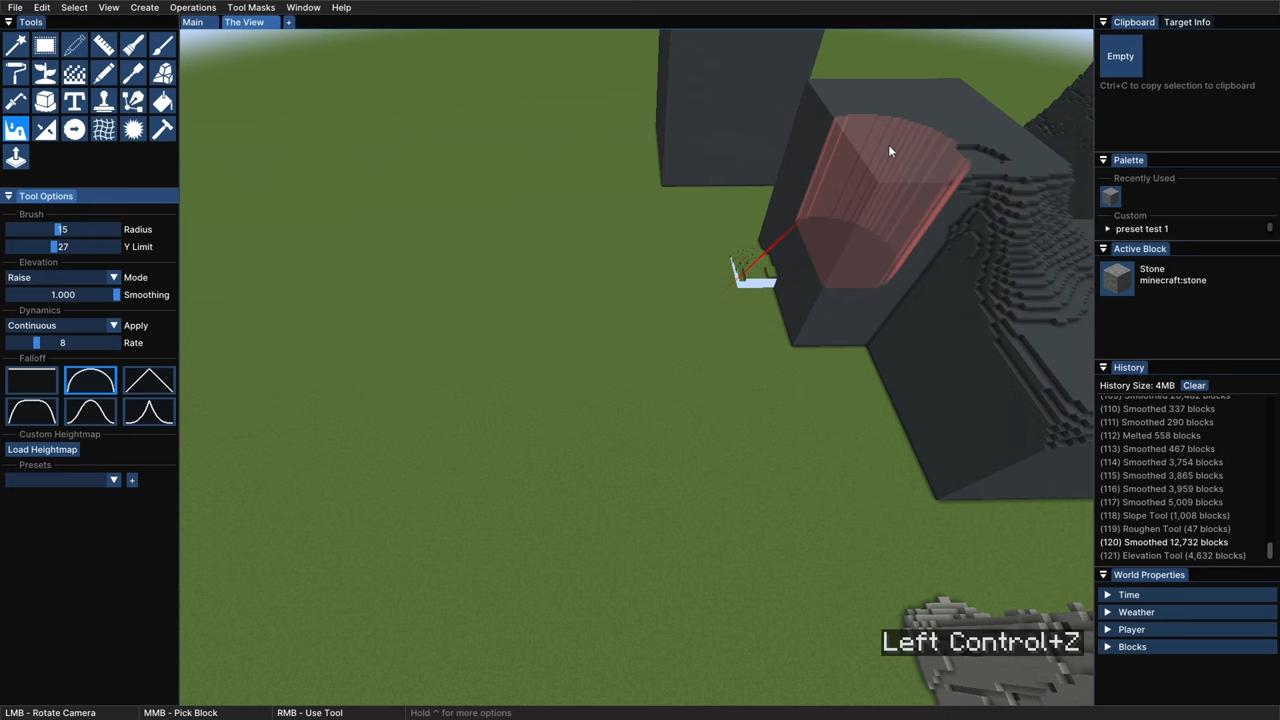 File Edit Select View Create Operations Tool Masks Window Help
Tools
Main The View +
Clipboard Target Info
Empty
Ctrl+C to copy selection to clipboard
Palette
Recently Used
Custom
preset test 1
Active Block
Stone
minecraft:stone
History
History Size: 4MB Clear
(110) Smoothed 337 blocks
(111) Smoothed 290 blocks
(112) Melted 558 blocks
(113) Smoothed 467 blocks
(114) Smoothed 3,754 blocks
(115) Smoothed 3,865 blocks
(116) Smoothed 3,959 blocks
(117) Smoothed 5,009 blocks
(118) Slope Tool (1,008 blocks)
(119) Roughen Tool (47 blocks)
(120) Smoothed 12,732 blocks
(121) Elevation Tool (4,632 blocks)
World Properties
Time
Weather
Player
Blocks
Tool Options
Brush
15 Radius
27 Y Limit
Elevation
Raise Mode
1.000 Smoothing
Dynamics
Continuous Apply
8 Rate
Falloff
Custom Heightmap
Load Heightmap
Presets
+
Left Control+Z
LMB - Rotate Camera MMB - Pick Block RMB - Use Tool Hold ^ for more options